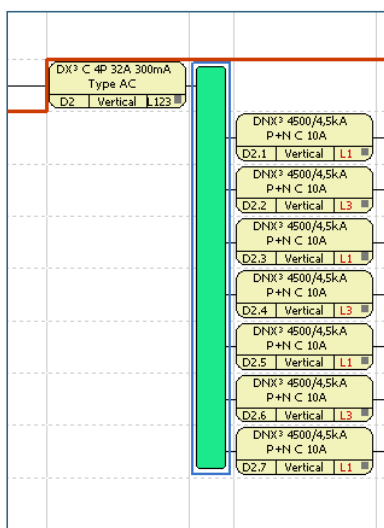 DX³ C 4P 32A 300mA
Type AC
D2 Vertical L123
DNX³ 4500/4,5kA
P+N C 10A
D2.1 Vertical L1
DNX³ 4500/4,5kA
P+N C 10A
D2.2 Vertical L3
DNX³ 4500/4,5kA
P+N C 10A
D2.3 Vertical L1
DNX³ 4500/4,5kA
P+N C 10A
D2.4 Vertical L3
DNX³ 4500/4,5kA
P+N C 10A
D2.5 Vertical L1
DNX³ 4500/4,5kA
P+N C 10A
D2.6 Vertical L3
DNX³ 4500/4,5kA
P+N C 10A
D2.7 Vertical L1